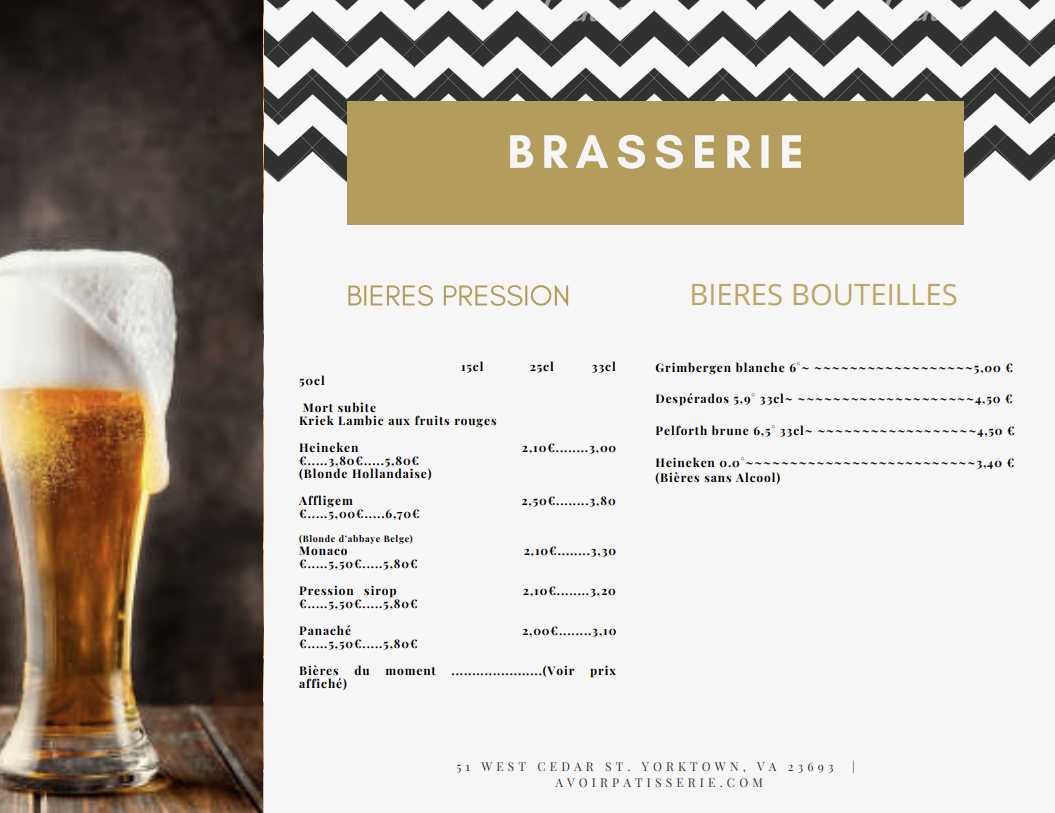 BRASSERIE
BIERES PRESSION
15cl 25cl 33cl
50cl
Mort subite
Kriek Lambic aux fruits rouges
Heineken 2,10€........3,00
€.....3,80€.....5,80€
(Blonde Hollandaise)
Affligem 2,50€........3,80
€.....5,00€.....6,70€
(Blonde d'abbaye Belge)
Monaco 2,10€........3,30
€.....5,50€.....5,80€
Pression sirop 2,10€........3,20
€.....5,50€.....5,80€
Panaché 2,00€........3,10
€.....5,50€.....5,80€
Bières du moment ......................(Voir prix
affiché)
BIERES BOUTEILLES
Grimbergen blanche 6°~ ~~~~~~~~~~~~~~~~~~5,00 €
Despérados 5,9° 33cl~ ~~~~~~~~~~~~~~~~~~~~4,50 €
Pelforth brune 6,5° 33cl~ ~~~~~~~~~~~~~~~~~~4,50 €
Heineken 0.0°~~~~~~~~~~~~~~~~~~~~~~~~~~3,40 €
(Bières sans Alcool)
51 WEST CEDAR ST. YORKTOWN, VA 23693 |
AVOIRPATISSERIE.COM